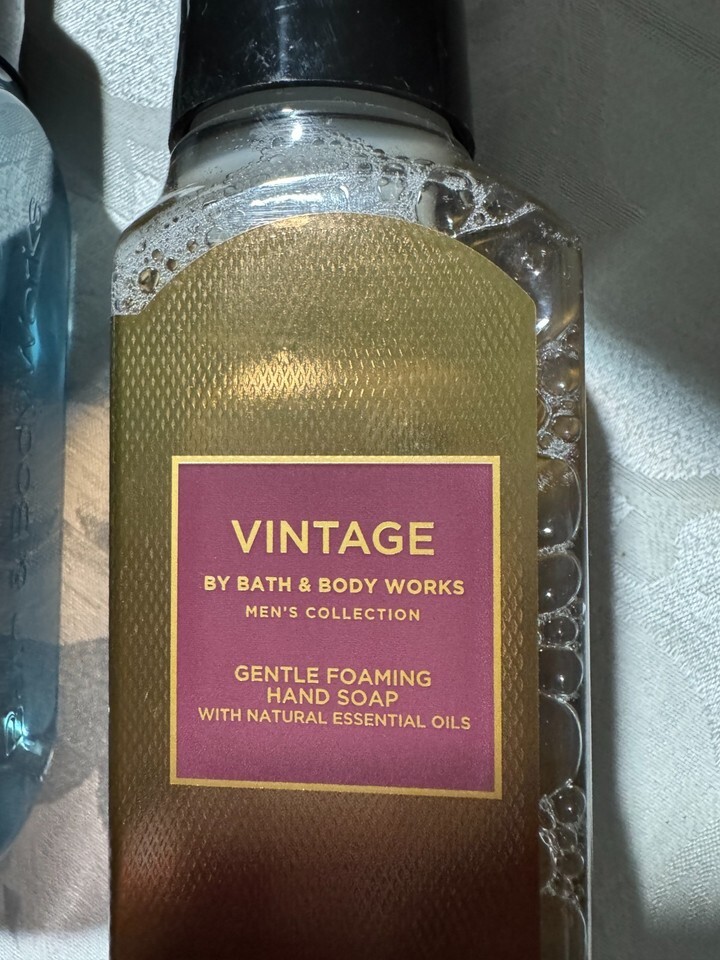 VINTAGE
BY BATH & BODY WORKS
MEN'S COLLECTION
GENTLE FOAMING
HAND SOAP
WITH NATURAL ESSENTIAL OILS